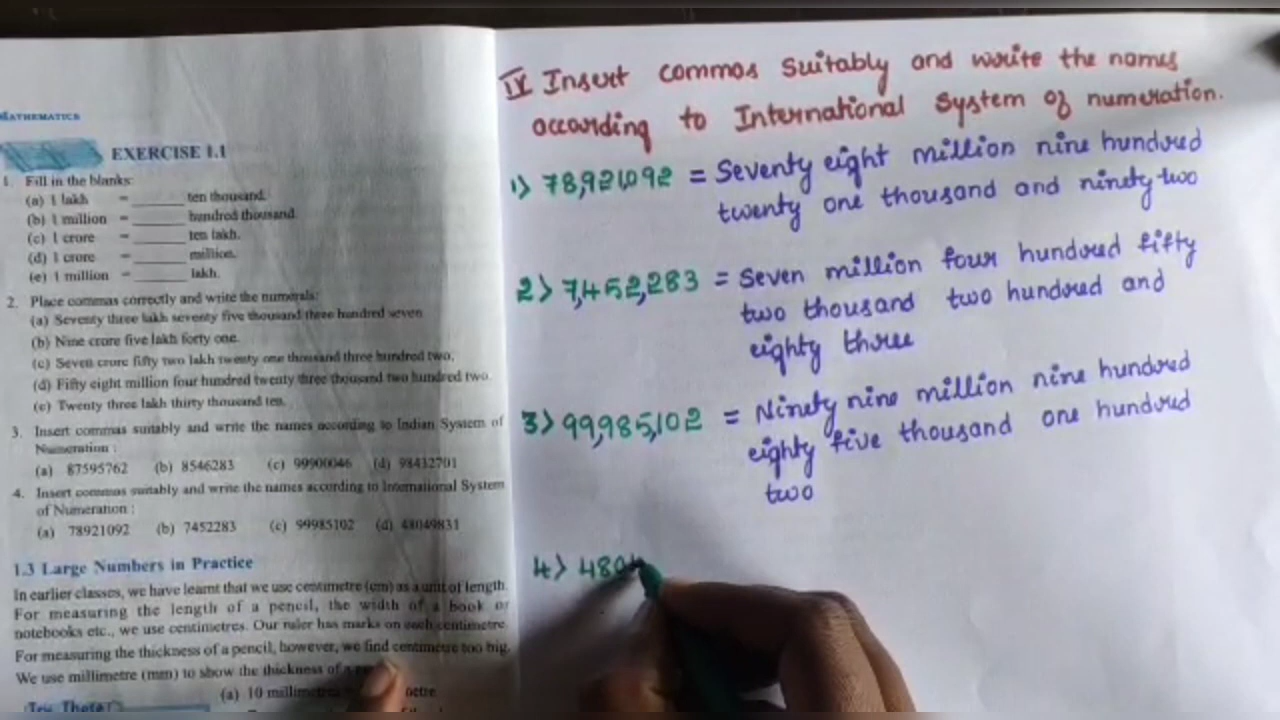 MATHEMATICS
EXERCISE 1.1
1. Fill in the blanks:
(a) 1 lakh = ______ ten thousand.
(b) 1 million = ______ hundred thousand.
(c) 1 crore = ______ ten lakh.
(d) 1 crore = ______ million.
(e) 1 million = ______ lakh.
2. Place commas correctly and write the numerals:
(a) Seventy three lakh seventy five thousand three hundred seven.
(b) Nine crore five lakh forty one.
(c) Seven crore fifty two lakh twenty one thousand three hundred two.
(d) Fifty eight million four hundred twenty three thousand two hundred two.
(e) Twenty three lakh thirty thousand ten.
3. Insert commas suitably and write the names according to Indian System of
Numeration :
(a) 87595762 (b) 8546283 (c) 99900046 (d) 98432701
4. Insert commas suitably and write the names according to International System
of Numeration :
(a) 78921092 (b) 7452283 (c) 99985102 (d) 48049831
1.3 Large Numbers in Practice
In earlier classes, we have learnt that we use centimetre (cm) as a unit of length.
For measuring the length of a pencil, the width of a book or
notebooks etc., we use centimetres. Our ruler has marks on each centimetre.
For measuring the thickness of a pencil, however, we find centimetre too big.
We use millimetre (mm) to show the thickness of a
(a) 10 millimetres
Try These
IV Insert commas suitably and write the names
according to International System of numeration.
1> 78,921,092 = Seventy eight million nine hundred
twenty one thousand and ninety two
2> 7,452,283 = Seven million four hundred fifty
two thousand two hundred and
eighty three
3> 99,985,102 = Ninety nine million nine hundred
eighty five thousand one hundred
two
4> 4804